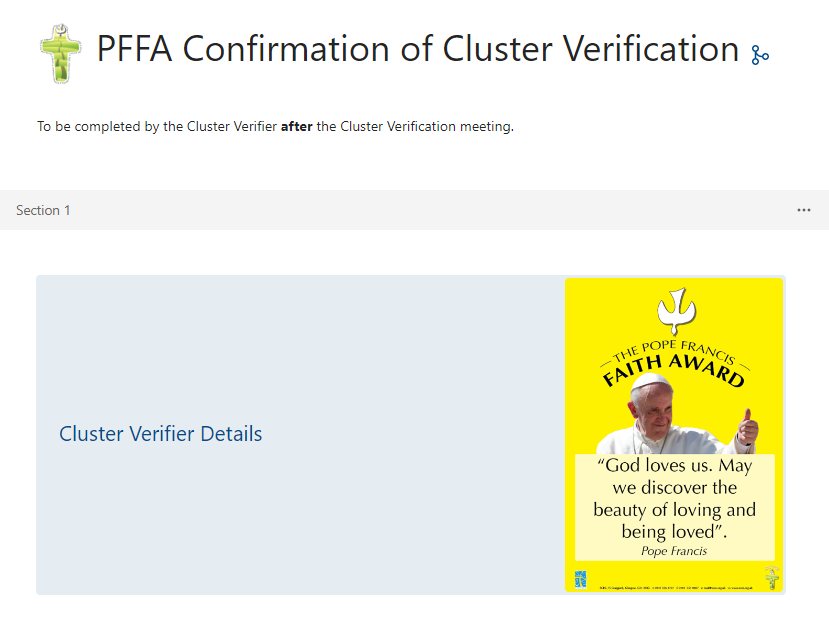 PFFA Confirmation of Cluster Verification
To be completed by the Cluster Verifier after the Cluster Verification meeting.
Section 1
Cluster Verifier Details
THE POPE FRANCIS
FAITH AWARD
“God loves us. May
we discover the
beauty of loving and
being loved”.
Pope Francis